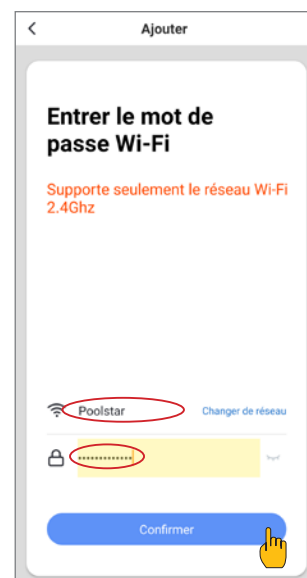 Ajouter
Entrer le mot de
passe Wi-Fi
Supporte seulement le réseau Wi-Fi
2.4Ghz
Poolstar Changer de réseau
•••••••••••••
Confirmer